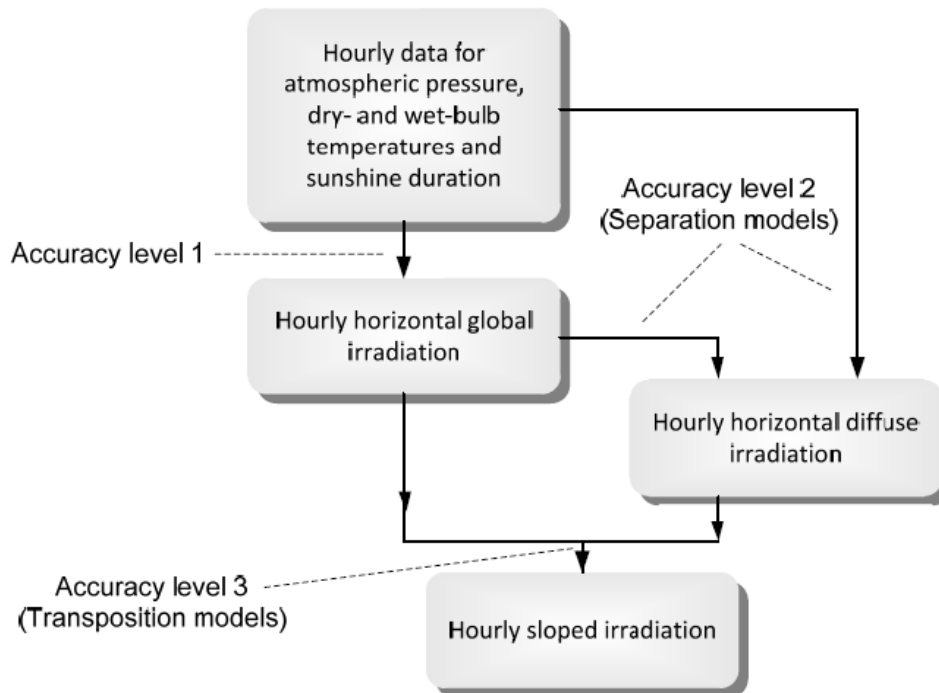 Hourly data for
atmospheric pressure,
dry- and wet-bulb
temperatures and
sunshine duration
Accuracy level 2
(Separation models)
Accuracy level 1
Hourly horizontal global
irradiation
Hourly horizontal diffuse
irradiation
Accuracy level 3
(Transposition models)
Hourly sloped irradiation